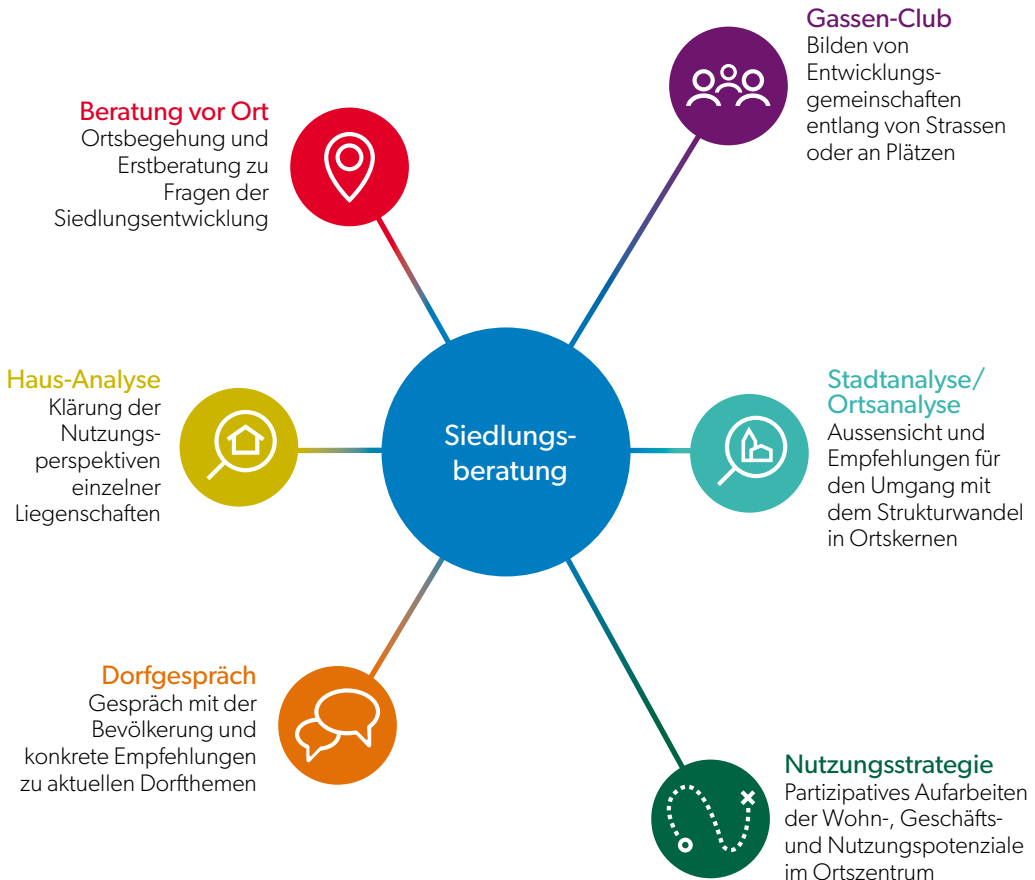 Gassen-Club
Bilden von
Entwicklungs-
gemeinschaften
entlang von Strassen
oder an Plätzen
Beratung vor Ort
Ortsbegehung und
Erstberatung zu
Fragen der
Siedlungsentwicklung
Haus-Analyse
Klärung der
Nutzungs-
perspektiven
einzelner
Liegenschaften
Siedlungs-
beratung
Stadtanalyse/
Ortsanalyse
Aussensicht und
Empfehlungen für
den Umgang mit
dem Strukturwandel
in Ortskernen
Dorfgespräch
Gespräch mit der
Bevölkerung und
konkrete Empfehlungen
zu aktuellen Dorfthemen
Nutzungsstrategie
Partizipatives Aufarbeiten
der Wohn-, Geschäfts-
und Nutzungspotenziale
im Ortszentrum